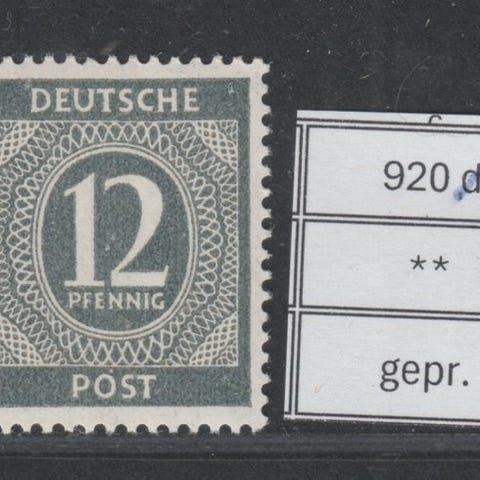 DEUTSCHE
12
PFENNIG
POST
920 d
**
gepr.